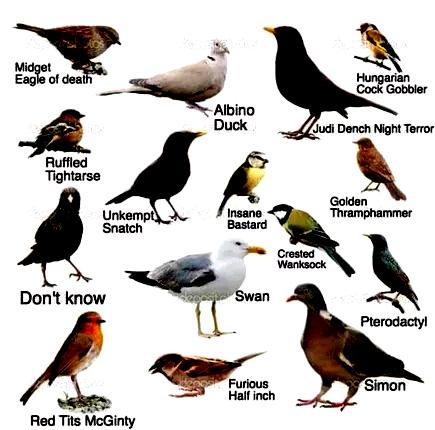 Midget
Eagle of death
Albino
Duck
Judi Dench Night Terror
Hungarian
Cock Gobbler
Ruffled
Tightarse
Unkempt
Snatch
Insane
Bastard
Golden
Thramphammer
Crested
Wanksock
Don't know
Swan
Pterodactyl
Red Tits McGinty
Furious
Half inch
Simon